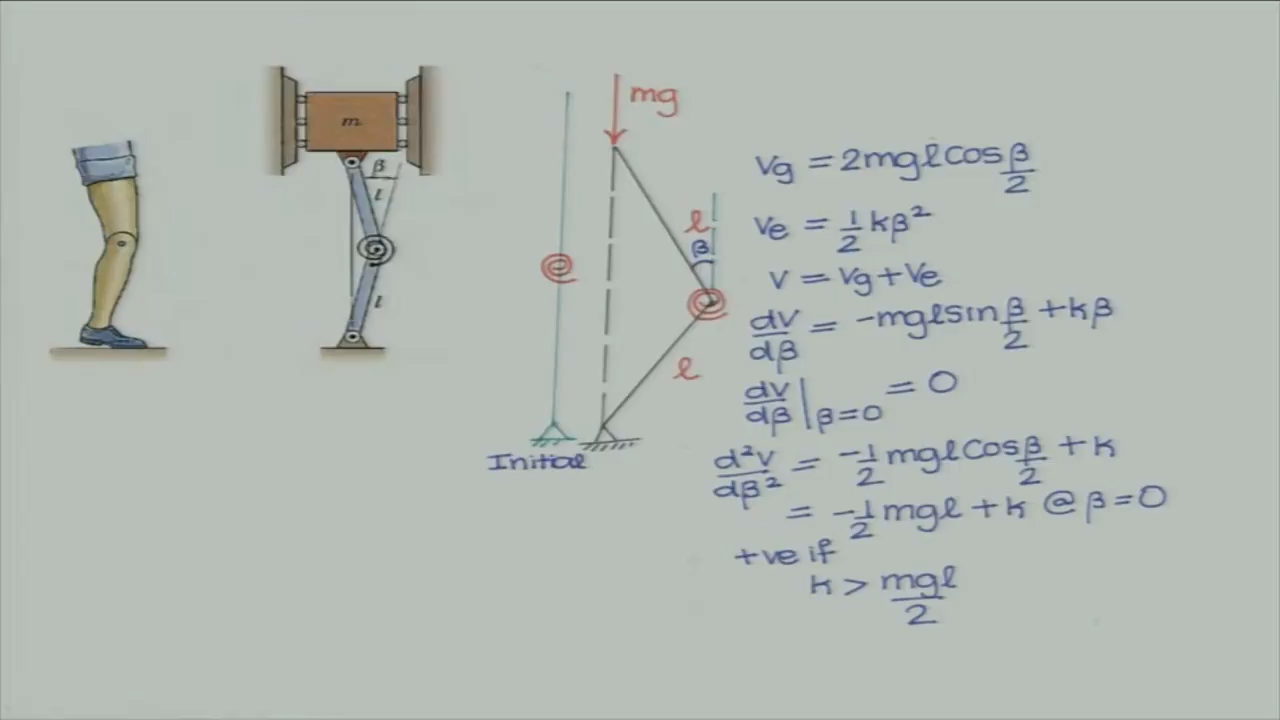 m
β
l
l
mg
l
β
l
Initial
Vg = 2mgl cos β/2
Ve = 1/2 kβ²
V = Vg + Ve
dV/dβ = -mgl sin β/2 + kβ
dV/dβ |β=0 = 0
d²V/dβ² = -1/2 mgl cos β/2 + k
= -1/2 mgl + k @ β = 0
+ve if
k > mgl/2